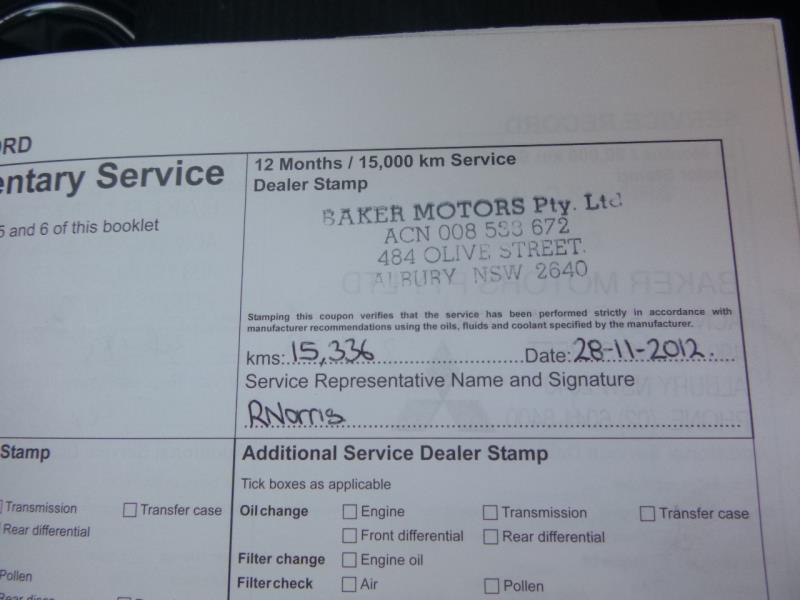 ORD
entary Service
5 and 6 of this booklet
12 Months / 15,000 km Service
Dealer Stamp
BAKER MOTORS Pty. Ltd
ACN 008 533 672
484 OLIVE STREET.
ALBURY NSW 2640
Stamping this coupon verifies that the service has been performed strictly in accordance with
manufacturer recommendations using the oils, fluids and coolant specified by the manufacturer.
kms: 15,336 Date: 28-11-2012.
Service Representative Name and Signature
RNorris
Stamp
Transmission Transfer case
Rear differential
Pollen
Additional Service Dealer Stamp
Tick boxes as applicable
Oil change Engine Transmission Transfer case
Front differential Rear differential
Filter change Engine oil
Filter check Air Pollen